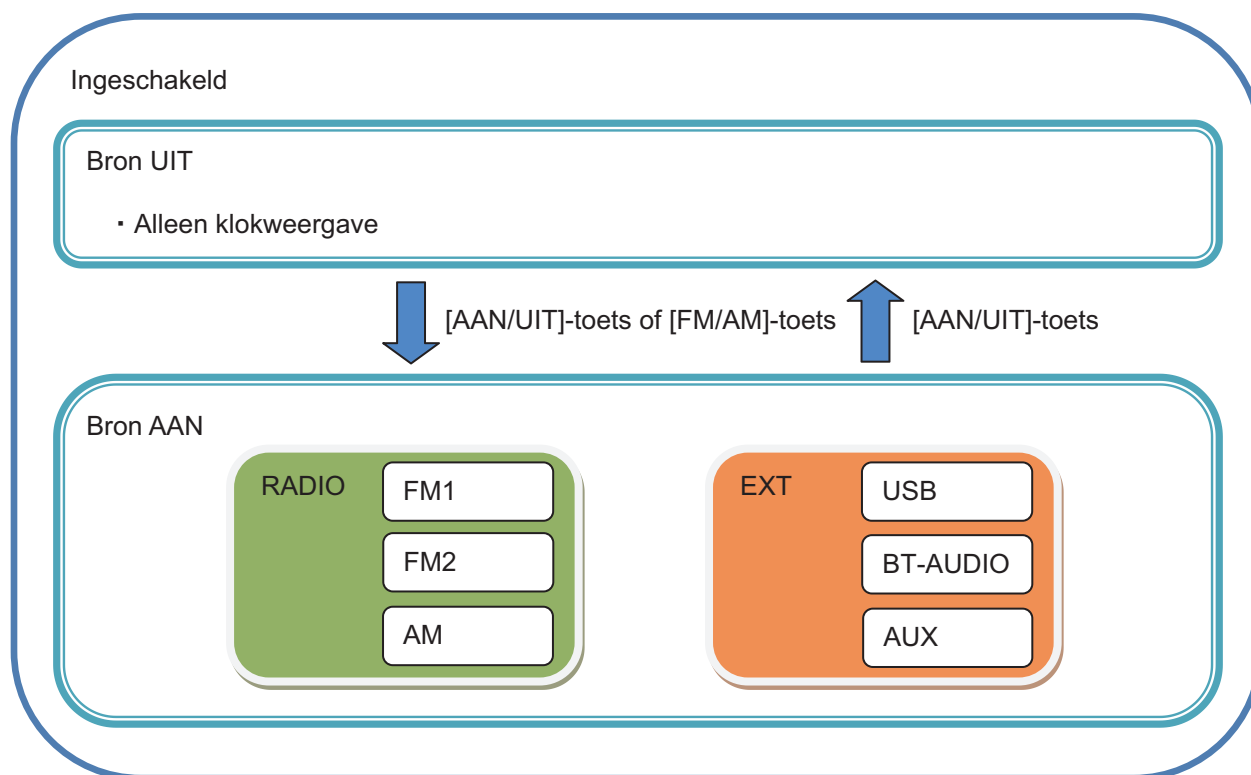 Ingeschakeld
Bron UIT
・Alleen klokweergave
[AAN/UIT]-toets of [FM/AM]-toets
[AAN/UIT]-toets
Bron AAN
RADIO
FM1
FM2
AM
EXT
USB
BT-AUDIO
AUX